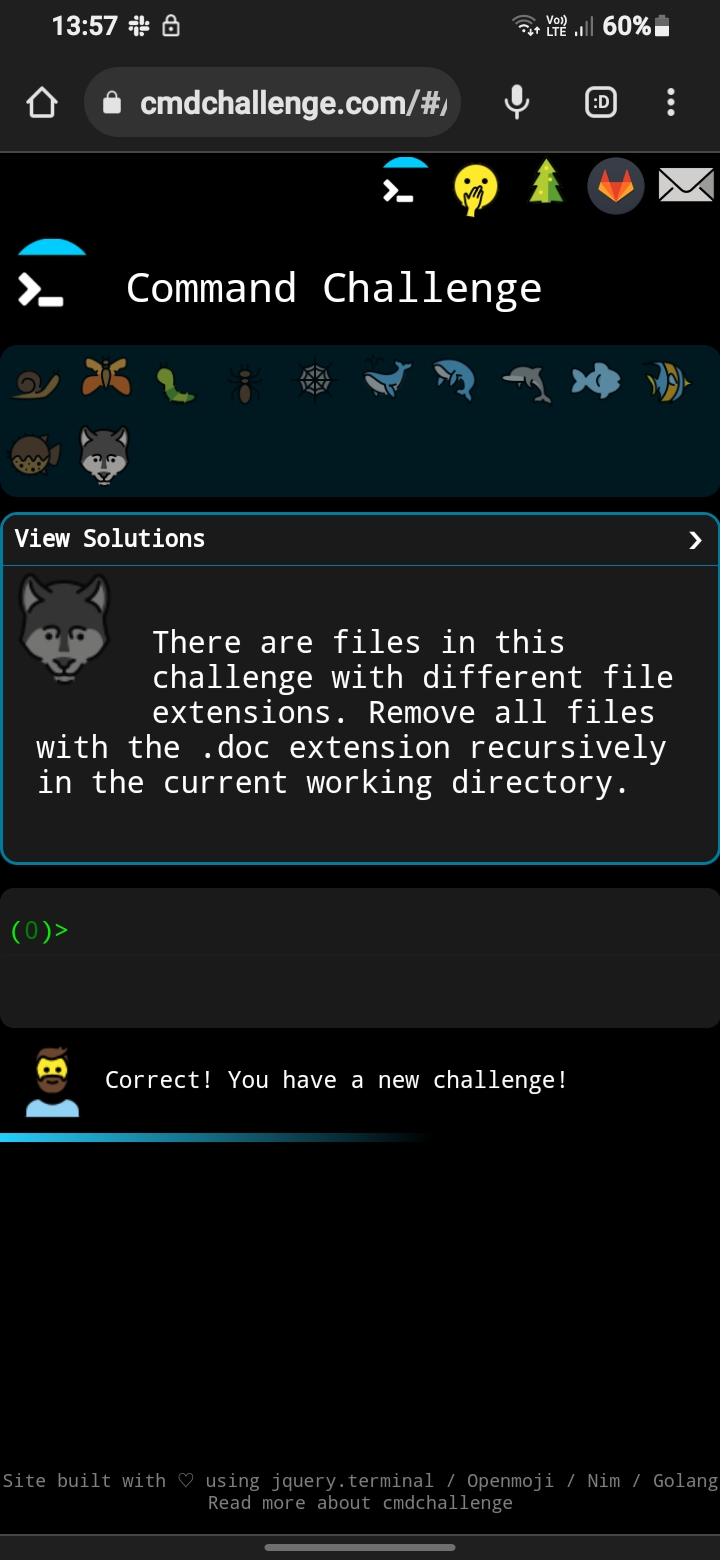 13:57
Vo)) LTE 60%
cmdchallenge.com/#/
:D
Command Challenge
View Solutions
There are files in this
challenge with different file
extensions. Remove all files
with the .doc extension recursively
in the current working directory.
(0)>
Correct! You have a new challenge!
Site built with ♡ using jquery.terminal / Openmoji / Nim / Golang
Read more about cmdchallenge